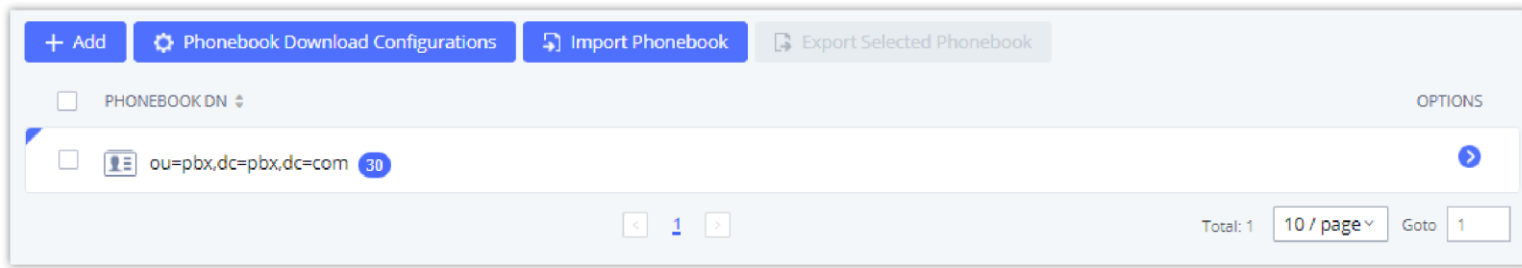 + Add Phonebook Download Configurations Import Phonebook Export Selected Phonebook
PHONEBOOK DN OPTIONS
ou=pbx,dc=pbx,dc=com 30
< 1 > Total: 1 10 / page Goto 1